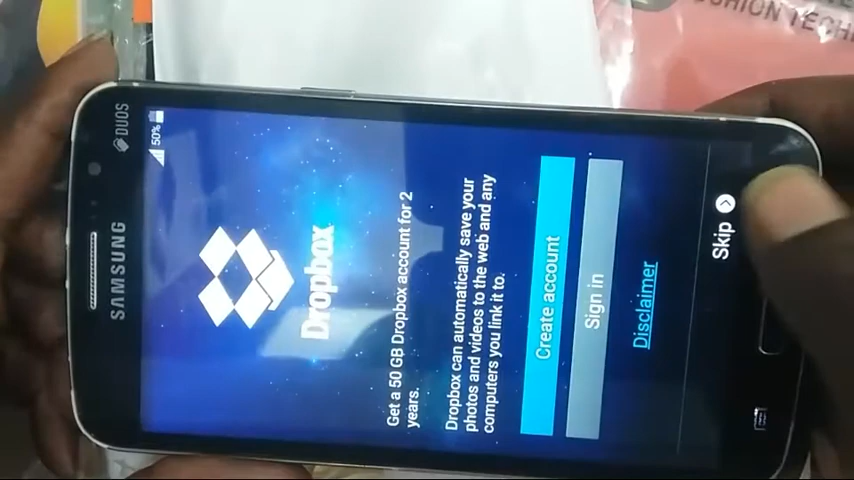 SAMSUNG
DUOS
50%
Dropbox
Get a 50 GB Dropbox account for 2
years.
Dropbox can automatically save your
photos and videos to the web and any
computers you link it to.
Create account
Sign in
Disclaimer
Skip